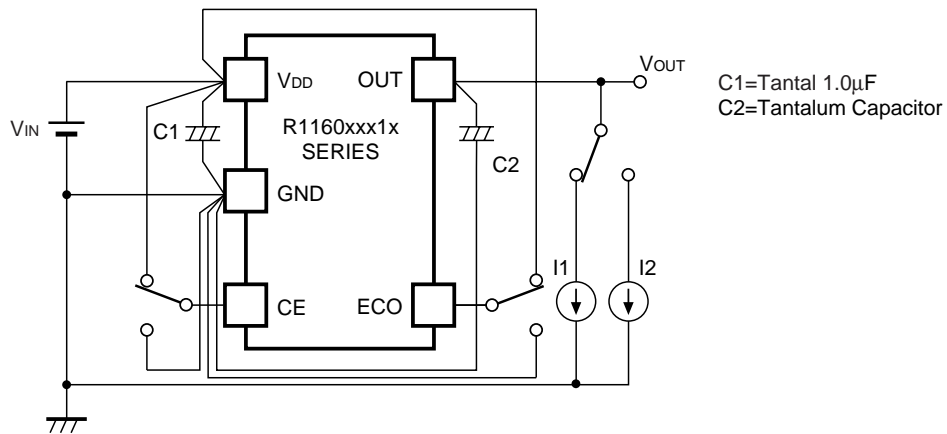 VDD
OUT
VOUT
C1=Tantal 1.0μF
C2=Tantalum Capacitor
VIN
C1
R1160xxx1x
SERIES
C2
GND
I1
I2
CE
ECO